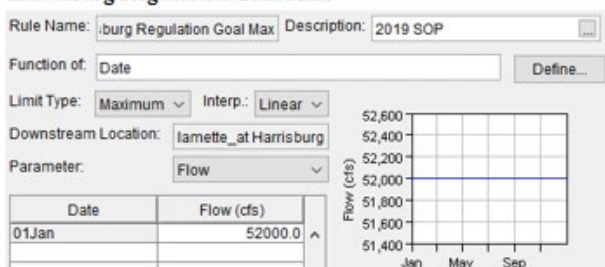 Rule Name: :burg Regulation Goal Max Description: 2019 SOP ...
Function of: Date Define...
Limit Type: Maximum Interp.: Linear
Downstream Location: lamette_at Harrisburg
Parameter: Flow
Date Flow (cfs)
01Jan 52000.0
Flow (cfs)
52,600
52,400
52,200
52,000
51,800
51,600
51,400
Jan May Sep